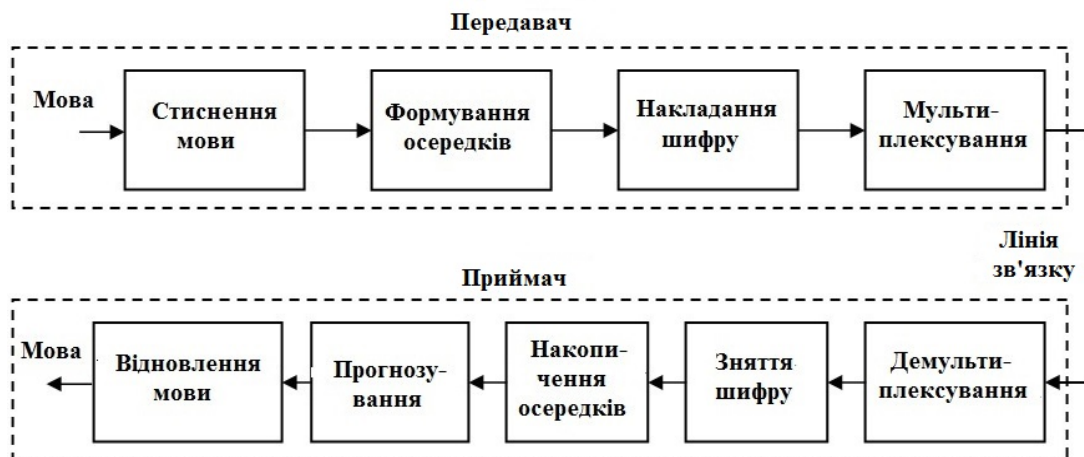 Передавач
Мова
Стиснення
мови
Формування
осередків
Накладання
шифру
Мульти-
плексування
Лінія
зв'язку
Приймач
Мова
Відновлення
мови
Прогнозу-
вання
Накопи-
чення
осередків
Зняття
шифру
Демульти-
плексування